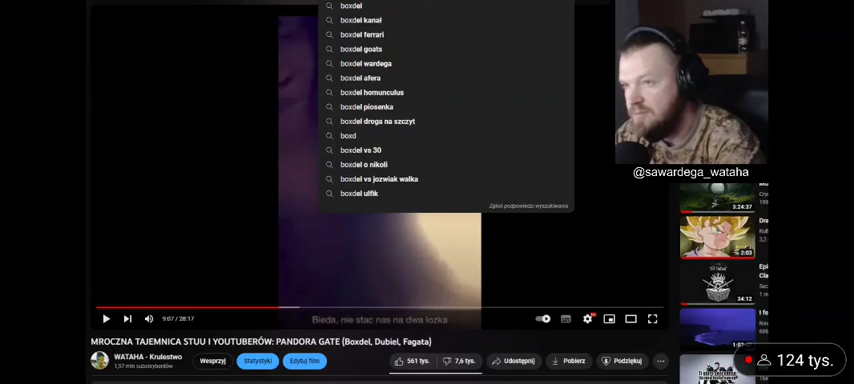 boxdel
boxdel kanał
boxdel ferrari
boxdel goats
boxdel wardega
boxdel afera
boxdel homunculus
boxdel piosenka
boxdel droga na szczyt
boxd
boxdel vs 30
boxdel o nikoli
boxdel vs jozwiak walka
boxdel ulfik
Zgłoś podpowiedzi wyszukiwania
@sawardega_wataha
3:24:37
2:03
34:12
Bieda, nie stac nas na dwa lozka
9:07 / 28:17
MROCZNA TAJEMNICA STUU I YOUTUBERÓW: PANDORA GATE (Boxdel, Dubiel, Fagata)
WATAHA - Krulestwo
1,57 mln subskrybentów
Wesprzyj
Statystyki
Edytuj film
561 tys.
7,6 tys.
Udostępnij
Pobierz
Podziękuj
124 tys.